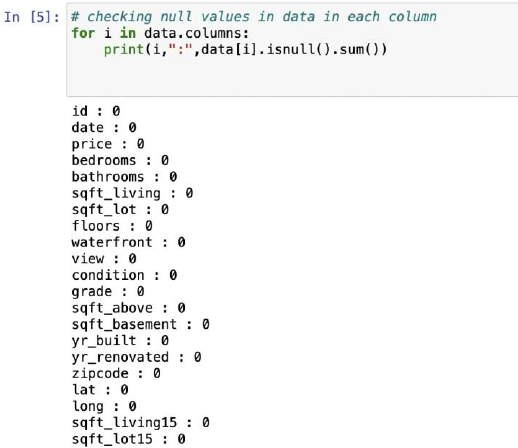 In [5]: # checking null values in data in each column
for i in data.columns:
    print(i,":",data[i].isnull().sum())
id : 0
date : 0
price : 0
bedrooms : 0
bathrooms : 0
sqft_living : 0
sqft_lot : 0
floors : 0
waterfront : 0
view : 0
condition : 0
grade : 0
sqft_above : 0
sqft_basement : 0
yr_built : 0
yr_renovated : 0
zipcode : 0
lat : 0
long : 0
sqft_living15 : 0
sqft_lot15 : 0